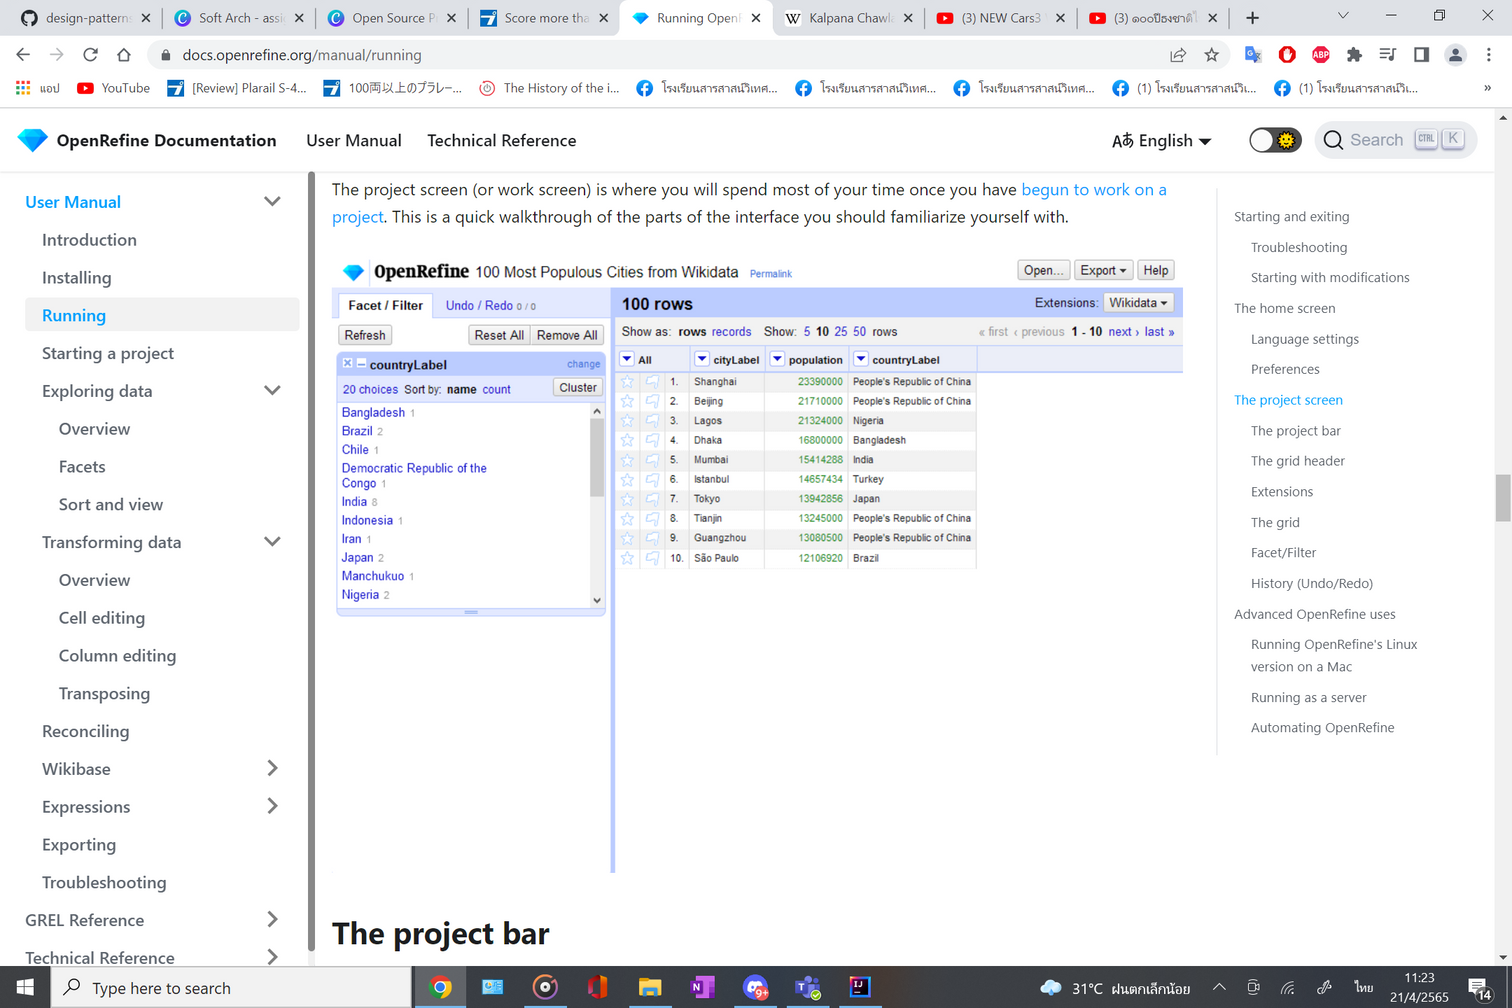 design-pattern
Soft Arch - assi
Open Source P
Score more tha
Running Open
Kalpana Chawl
(3) NEW Cars3
docs.openrefine.org/manual/running
แอป
YouTube
[Review] Plarail S-4...
100両以上のプラレー...
The History of the i...
โรงเรียนสารสาสน์วิเทศ...
โรงเรียนสารสาสน์วิเทศ...
โรงเรียนสารสาสน์วิเทศ...
(1) โรงเรียนสารสาสน์วิเ...
(1) โรงเรียนสารสาสน์วิเ...
»
OpenRefine Documentation
User Manual
Technical Reference
English
Search
CTRL K
User Manual
Introduction
Installing
Running
Starting a project
Exploring data
Overview
Facets
Sort and view
Transforming data
Overview
Cell editing
Column editing
Transposing
Reconciling
Wikibase
Expressions
Exporting
Troubleshooting
GREL Reference
Technical Reference
The project screen (or work screen) is where you will spend most of your time once you have begun to work on a
project. This is a quick walkthrough of the parts of the interface you should familiarize yourself with.
OpenRefine 100 Most Populous Cities from Wikidata Permalink
Open... Export Help
Facet / Filter Undo / Redo 0 / 0
100 rows
Extensions: Wikidata
Refresh Reset All Remove All
Show as: rows records Show: 5 10 25 50 rows
« first ‹ previous 1 - 10 next › last »
countryLabel change
20 choices Sort by: name count Cluster
Bangladesh 1
Brazil 2
Chile 1
Democratic Republic of the
Congo 1
India 8
Indonesia 1
Iran 1
Japan 2
Manchukuo 1
Nigeria 2
All cityLabel population countryLabel
1. Shanghai 23390000 People's Republic of China
2. Beijing 21710000 People's Republic of China
3. Lagos 21324000 Nigeria
4. Dhaka 16800000 Bangladesh
5. Mumbai 15414288 India
6. Istanbul 14657434 Turkey
7. Tokyo 13942856 Japan
8. Tianjin 13245000 People's Republic of China
9. Guangzhou 13080500 People's Republic of China
10. São Paulo 12106920 Brazil
The project bar
Starting and exiting
Troubleshooting
Starting with modifications
The home screen
Language settings
Preferences
The project screen
The project bar
The grid header
Extensions
The grid
Facet/Filter
History (Undo/Redo)
Advanced OpenRefine uses
Running OpenRefine's Linux
version on a Mac
Running as a server
Automating OpenRefine
Type here to search
31°C ฝนตกเล็กน้อย
ไทย
11:23
21/4/2565
14